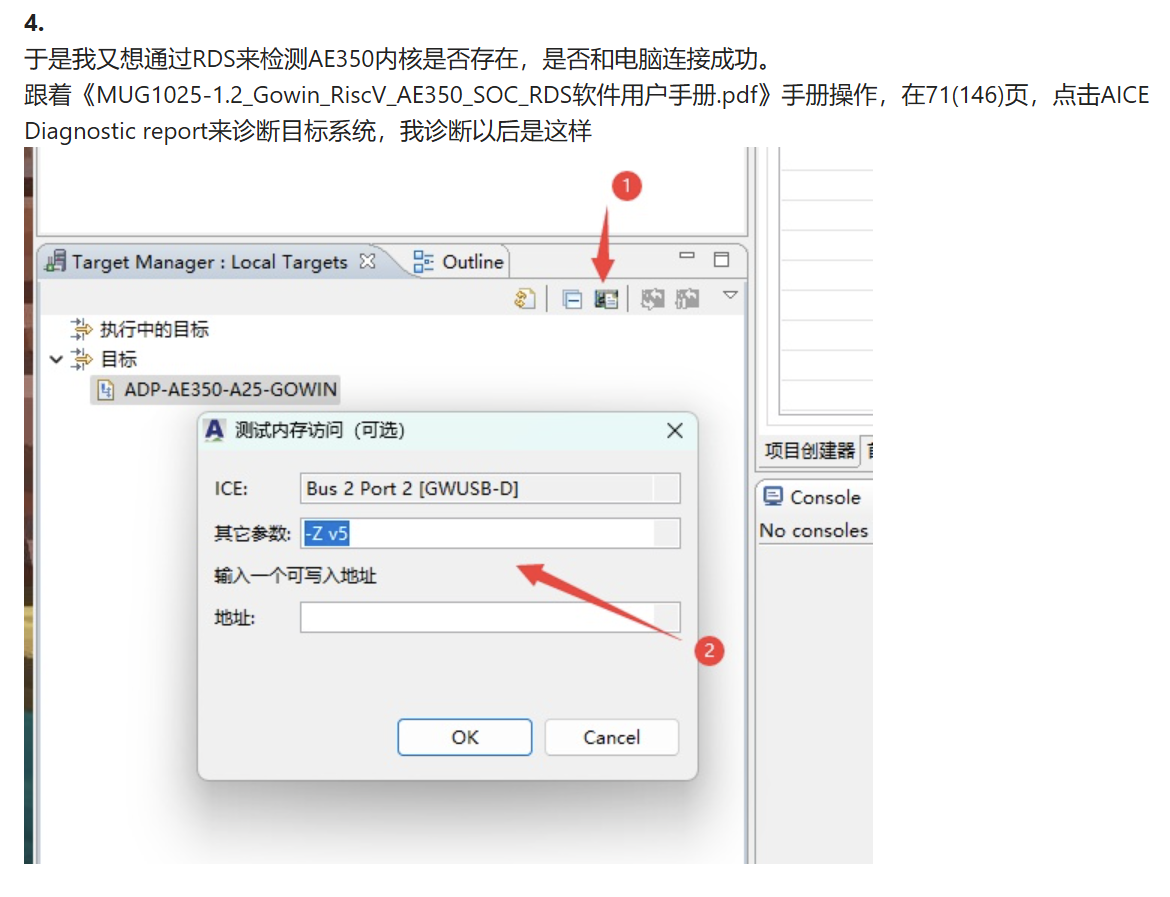 4.
于是我又想通过RDS来检测AE350内核是否存在，是否和电脑连接成功。
跟着《MUG1025-1.2_Gowin_RiscV_AE350_SOC_RDS软件用户手册.pdf》手册操作，在71(146)页，点击AICE
Diagnostic report来诊断目标系统，我诊断以后是这样
1
Target Manager : Local Targets
Outline
执行中的目标
目标
ADP-AE350-A25-GOWIN
测试内存访问（可选）
ICE: Bus 2 Port 2 [GWUSB-D]
其它参数: -Z v5
输入一个可写入地址
地址:
2
OK Cancel
项目创建器
Console
No consoles